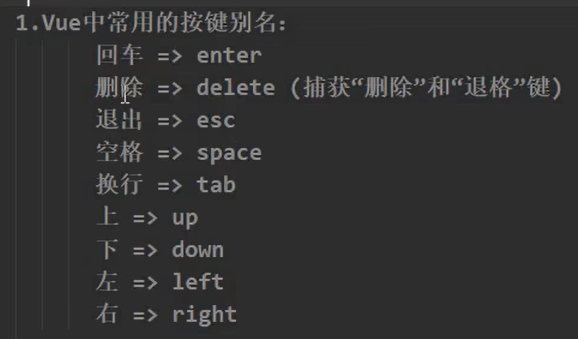 1.Vue中常用的按键别名:
回车 => enter
删除 => delete (捕获“删除”和“退格”键)
退出 => esc
空格 => space
换行 => tab
上 => up
下 => down
左 => left
右 => right